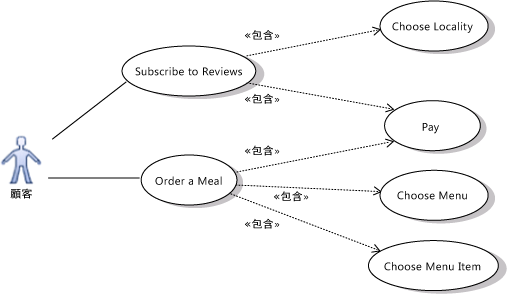 Choose Locality
«包含»
Subscribe to Reviews
«包含»
Pay
«包含»
Order a Meal
顧客
Choose Menu
«包含»
«包含»
Choose Menu Item